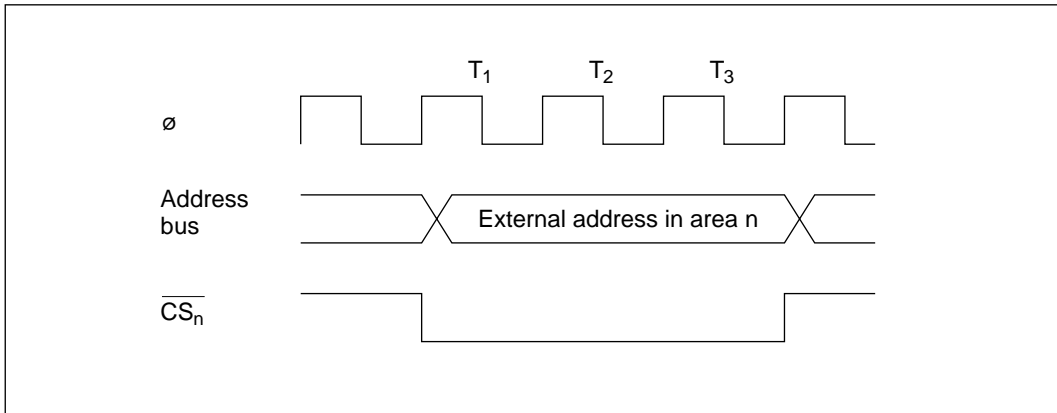 T1 T2 T3
ø
Address
bus
External address in area n
CSn